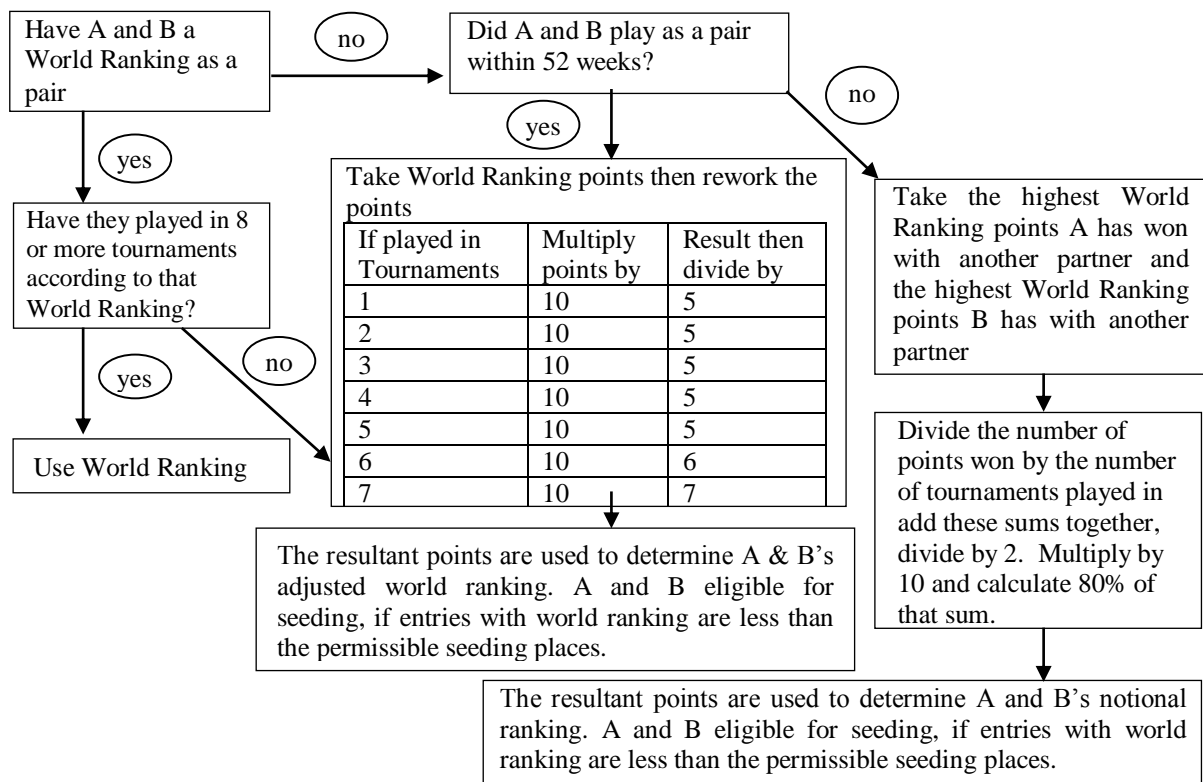 Have A and B a
World Ranking as a
pair
no
Did A and B play as a pair
within 52 weeks?
no
yes
yes
Take World Ranking points then rework the
points
If played in Tournaments Multiply points by Result then divide by
1 10 5
2 10 5
3 10 5
4 10 5
5 10 5
6 10 6
7 10 7
Have they played in 8
or more tournaments
according to that
World Ranking?
no
yes
Use World Ranking
Take the highest World
Ranking points A has won
with another partner and
the highest World Ranking
points B has with another
partner
Divide the number of
points won by the number
of tournaments played in
add these sums together,
divide by 2. Multiply by
10 and calculate 80% of
that sum.
The resultant points are used to determine A & B's
adjusted world ranking. A and B eligible for
seeding, if entries with world ranking are less than
the permissible seeding places.
The resultant points are used to determine A and B's notional
ranking. A and B eligible for seeding, if entries with world
ranking are less than the permissible seeding places.